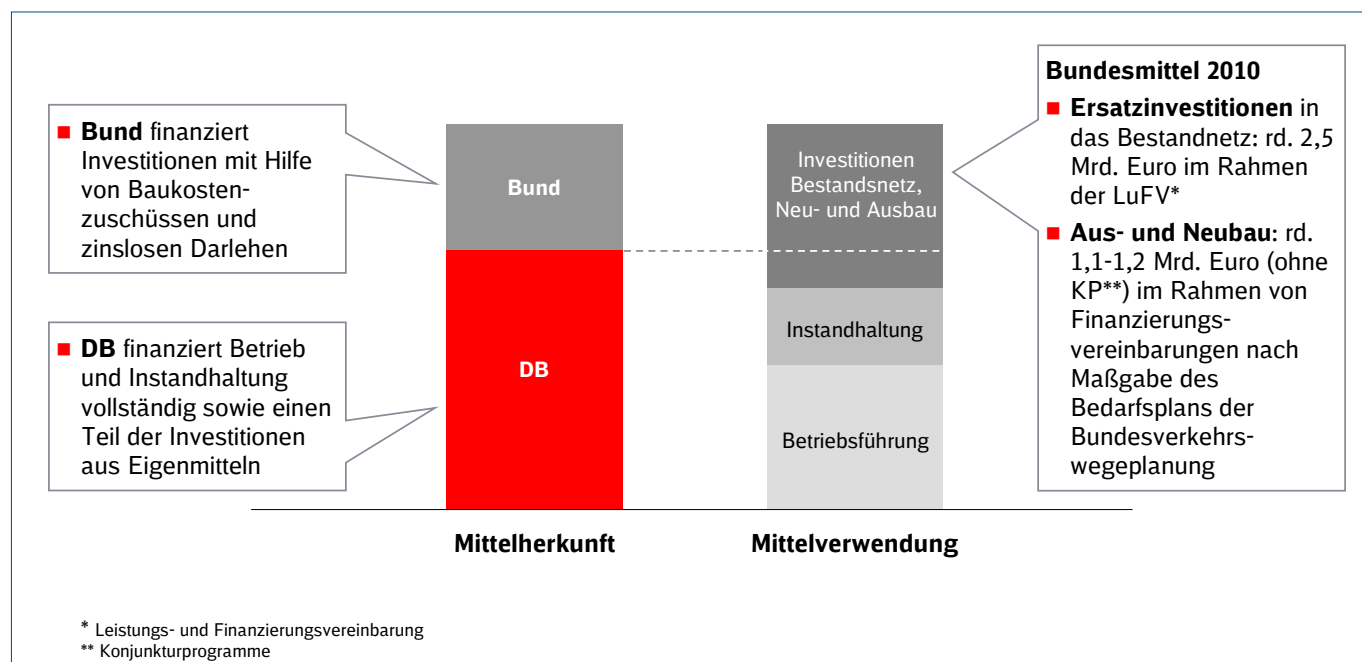 Bund finanziert
Investitionen mit Hilfe
von Baukosten-
zuschüssen und
zinslosen Darlehen
DB finanziert Betrieb
und Instandhaltung
vollständig sowie einen
Teil der Investitionen
aus Eigenmitteln
Bund
DB
Mittelherkunft
Investitionen
Bestandsnetz,
Neu- und Ausbau
Instandhaltung
Betriebsführung
Mittelverwendung
Bundesmittel 2010
Ersatzinvestitionen in
das Bestandnetz: rd. 2,5
Mrd. Euro im Rahmen
der LuFV*
Aus- und Neubau: rd.
1,1-1,2 Mrd. Euro (ohne
KP**) im Rahmen von
Finanzierungs-
vereinbarungen nach
Maßgabe des
Bedarfsplans der
Bundesverkehrs-
wegeplanung
* Leistungs- und Finanzierungsvereinbarung
** Konjunkturprogramme